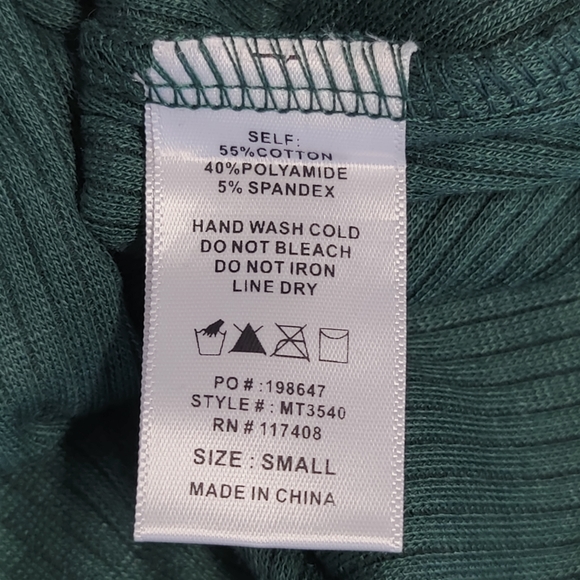 SELF:
55%COTTON
40%POLYAMIDE
5% SPANDEX
HAND WASH COLD
DO NOT BLEACH
DO NOT IRON
LINE DRY
PO # : 198647
STYLE # : MT3540
RN # 117408
SIZE : SMALL
MADE IN CHINA